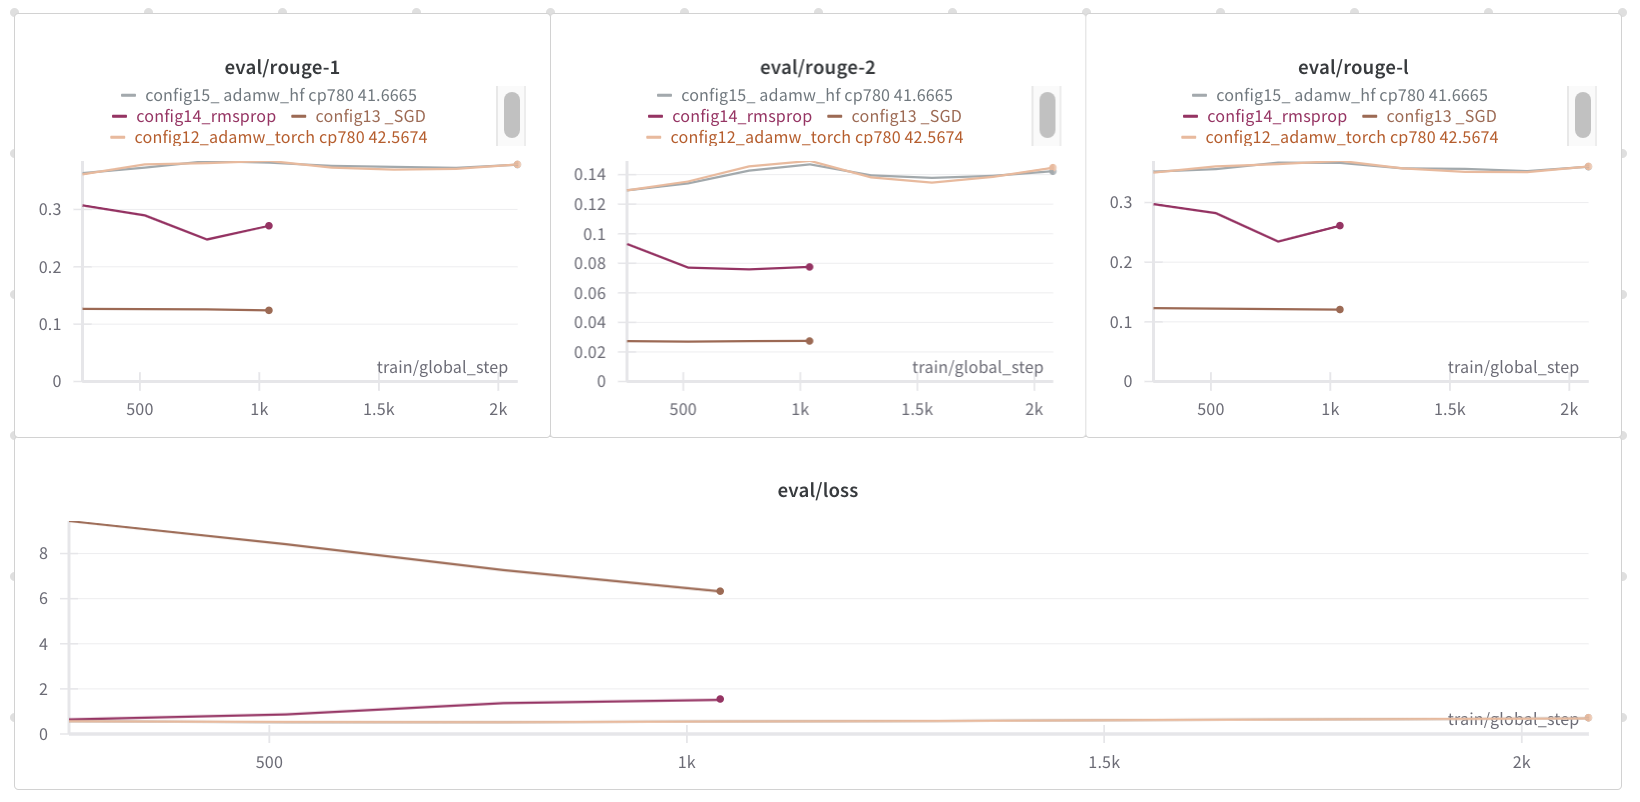 eval/rouge-1
config15_ adamw_hf cp780 41.6665
config14_rmsprop config13 _SGD
config12_adamw_torch cp780 42.5674
0.3
0.2
0.1
0
train/global_step
500 1k 1.5k 2k
eval/rouge-2
config15_ adamw_hf cp780 41.6665
config14_rmsprop config13 _SGD
config12_adamw_torch cp780 42.5674
0.14
0.12
0.1
0.08
0.06
0.04
0.02
0
train/global_step
500 1k 1.5k 2k
eval/rouge-l
config15_ adamw_hf cp780 41.6665
config14_rmsprop config13 _SGD
config12_adamw_torch cp780 42.5674
0.3
0.2
0.1
0
train/global_step
500 1k 1.5k 2k
eval/loss
8
6
4
2
0
train/global_step
500 1k 1.5k 2k